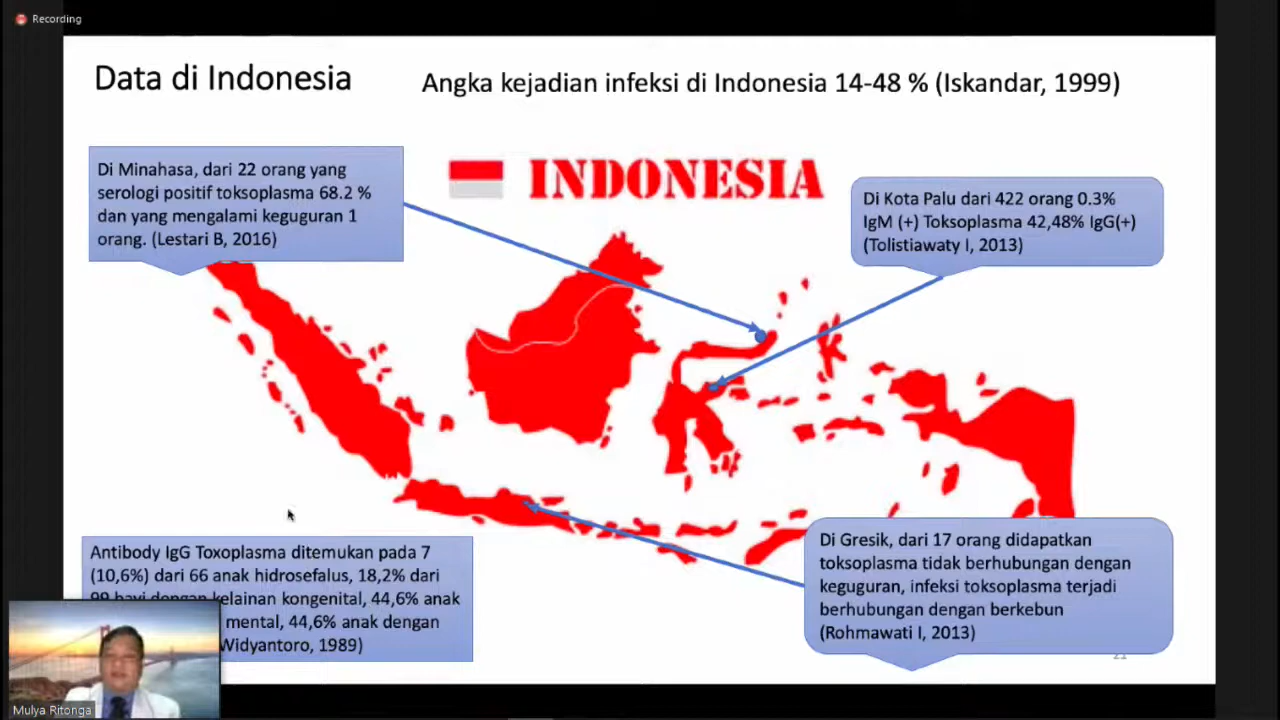 Recording
Data di Indonesia
Angka kejadian infeksi di Indonesia 14-48 % (Iskandar, 1999)
INDONESIA
Di Minahasa, dari 22 orang yang
serologi positif toksoplasma 68.2 %
dan yang mengalami keguguran 1
orang. (Lestari B, 2016)
Di Kota Palu dari 422 orang 0.3%
IgM (+) Toksoplasma 42,48% IgG(+)
(Tolistiawaty I, 2013)
Antibody IgG Toxoplasma ditemukan pada 7
(10,6%) dari 66 anak hidrosefalus, 18,2% dari
99 bayi dengan kelainan kongenital, 44,6% anak
mental, 44,6% anak dengan
Widyantoro, 1989)
Di Gresik, dari 17 orang didapatkan
toksoplasma tidak berhubungan dengan
keguguran, infeksi toksoplasma terjadi
berhubungan dengan berkebun
(Rohmawati I, 2013)
Mulya Ritonga